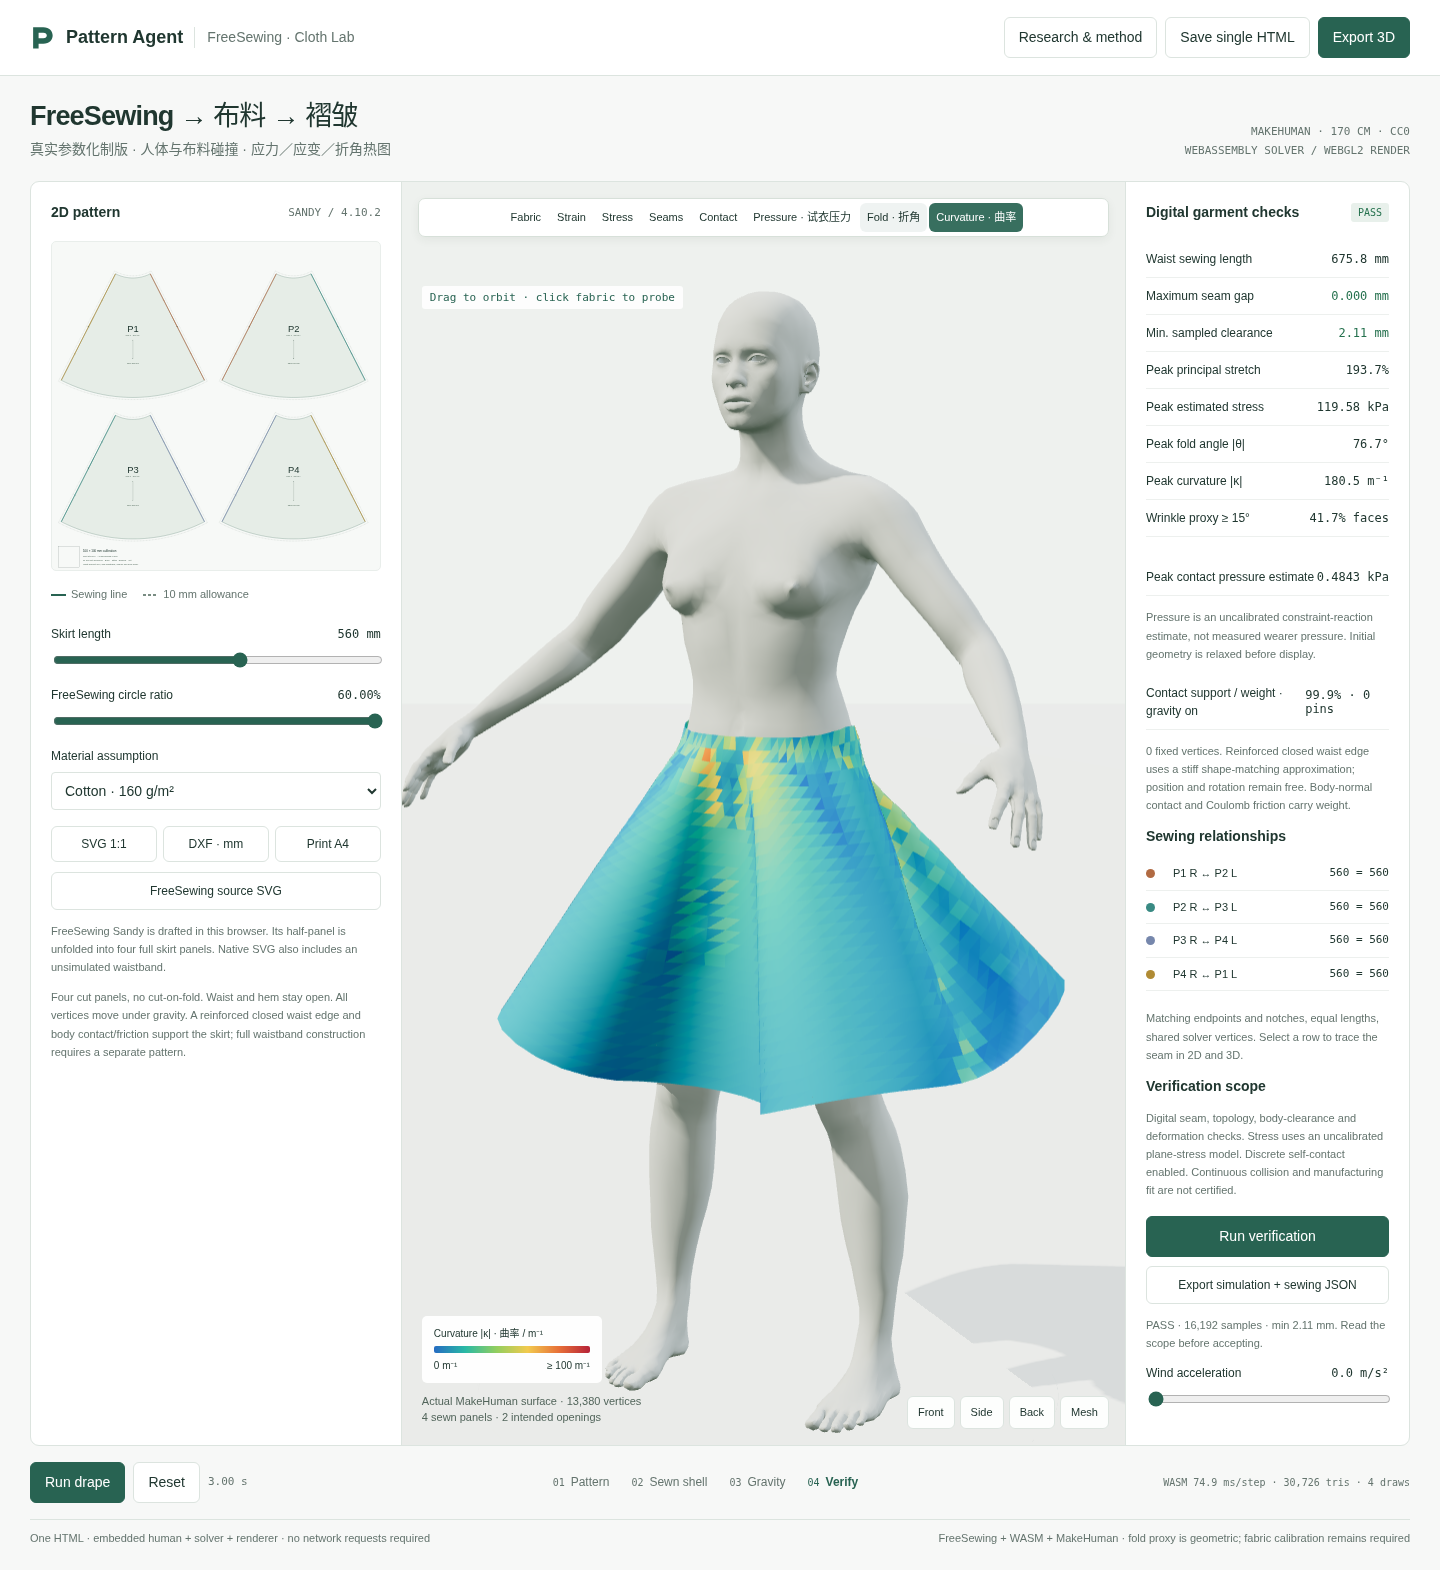 Pattern Agent
FreeSewing · Cloth Lab
Research & method
Save single HTML
Export 3D
FreeSewing → 布料 → 褶皱
真实参数化制版 · 人体与布料碰撞 · 应力／应变／折角热图
MAKEHUMAN · 170 CM · CC0
WEBASSEMBLY SOLVER / WEBGL2 RENDER
2D pattern
SANDY / 4.10.2
P1
P2
P3
P4
Sewing line
10 mm allowance
Skirt length
560 mm
FreeSewing circle ratio
60.00%
Material assumption
Cotton · 160 g/m²
SVG 1:1
DXF · mm
Print A4
FreeSewing source SVG
FreeSewing Sandy is drafted in this browser. Its half-panel is
unfolded into four full skirt panels. Native SVG also includes an
unsimulated waistband.
Four cut panels, no cut-on-fold. Waist and hem stay open. All
vertices move under gravity. A reinforced closed waist edge and
body contact/friction support the skirt; full waistband construction
requires a separate pattern.
Fabric
Strain
Stress
Seams
Contact
Pressure · 试衣压力
Fold · 折角
Curvature · 曲率
Drag to orbit · click fabric to probe
Curvature |κ| · 曲率 / m⁻¹
0 m⁻¹
≥ 100 m⁻¹
Actual MakeHuman surface · 13,380 vertices
4 sewn panels · 2 intended openings
Front
Side
Back
Mesh
Digital garment checks
PASS
Waist sewing length
675.8 mm
Maximum seam gap
0.000 mm
Min. sampled clearance
2.11 mm
Peak principal stretch
193.7%
Peak estimated stress
119.58 kPa
Peak fold angle |θ|
76.7°
Peak curvature |κ|
180.5 m⁻¹
Wrinkle proxy ≥ 15°
41.7% faces
Peak contact pressure estimate
0.4843 kPa
Pressure is an uncalibrated constraint-reaction
estimate, not measured wearer pressure. Initial
geometry is relaxed before display.
Contact support / weight ·
gravity on
99.9% · 0
pins
0 fixed vertices. Reinforced closed waist edge
uses a stiff shape-matching approximation;
position and rotation remain free. Body-normal
contact and Coulomb friction carry weight.
Sewing relationships
P1 R ↔ P2 L
560 = 560
P2 R ↔ P3 L
560 = 560
P3 R ↔ P4 L
560 = 560
P4 R ↔ P1 L
560 = 560
Matching endpoints and notches, equal lengths,
shared solver vertices. Select a row to trace the
seam in 2D and 3D.
Verification scope
Digital seam, topology, body-clearance and
deformation checks. Stress uses an uncalibrated
plane-stress model. Discrete self-contact
enabled. Continuous collision and manufacturing
fit are not certified.
Run verification
Export simulation + sewing JSON
PASS · 16,192 samples · min 2.11 mm. Read the
scope before accepting.
Wind acceleration
0.0 m/s²
Run drape
Reset
3.00 s
01 Pattern
02 Sewn shell
03 Gravity
04 Verify
WASM 74.9 ms/step · 30,726 tris · 4 draws
One HTML · embedded human + solver + renderer · no network requests required
FreeSewing + WASM + MakeHuman · fold proxy is geometric; fabric calibration remains required